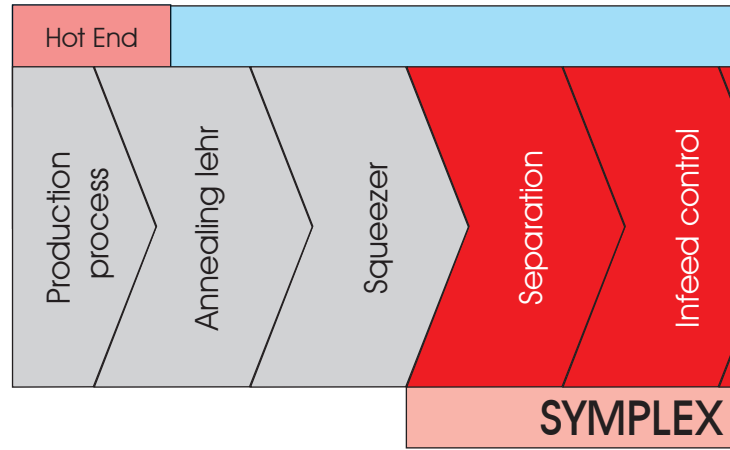 Hot End
Production
process
Annealing lehr
Squeezer
Separation
Infeed control
SYMPLEX